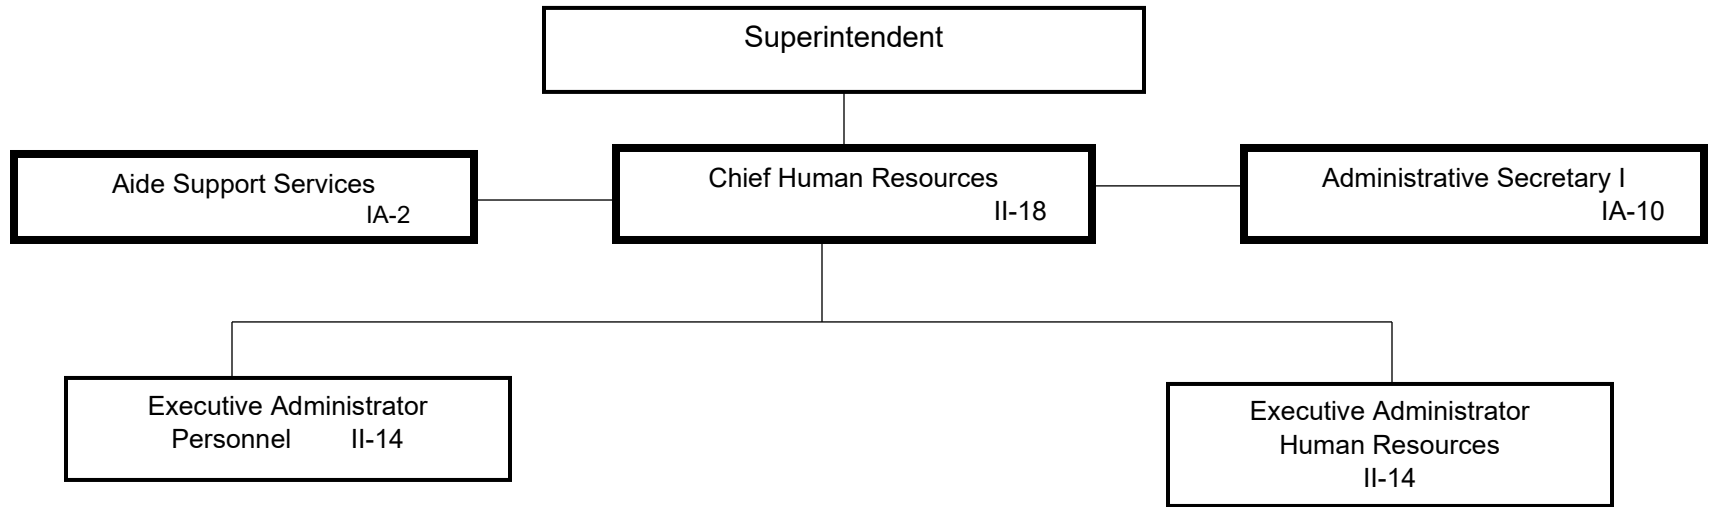 Superintendent
Aide Support Services
IA-2
Chief Human Resources
II-18
Administrative Secretary I
IA-10
Executive Administrator
Personnel II-14
Executive Administrator
Human Resources
II-14